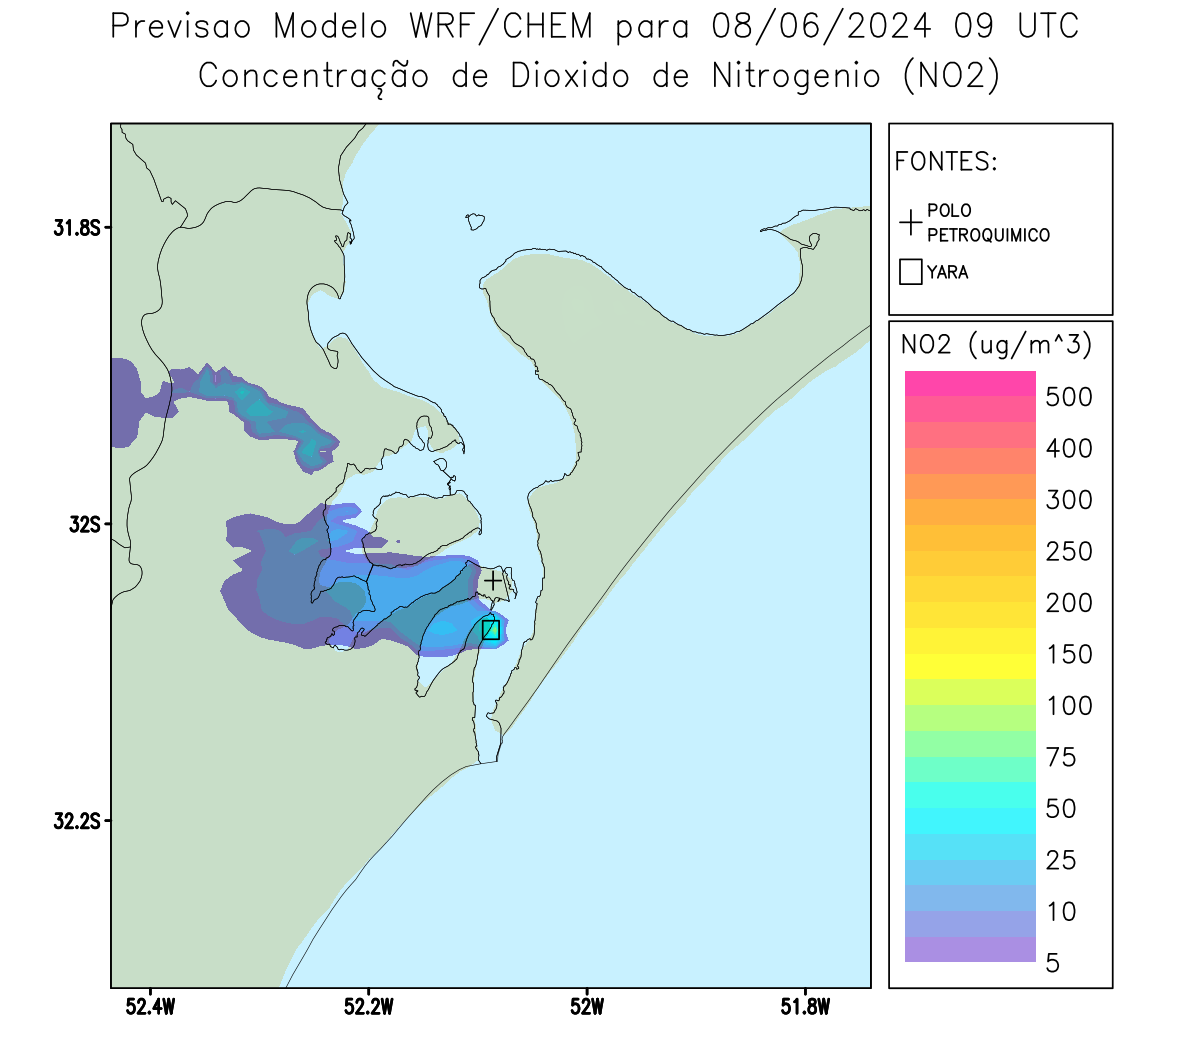 Previsao Modelo WRF/CHEM para 08/06/2024 09 UTC
Concentração de Dioxido de Nitrogenio (NO2)
FONTES:
POLO
PETROQUIMICO
YARA
NO2 (ug/m^3)
500
400
300
250
200
150
100
75
50
25
10
5
31.8S
32S
32.2S
52.4W
52.2W
52W
51.8W